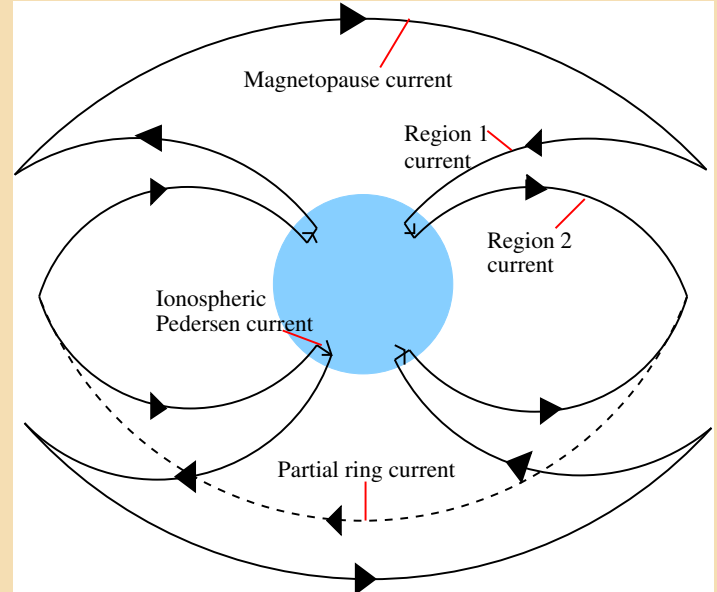 Magnetopause current
Region 1
current
Region 2
current
Ionospheric
Pedersen current
Partial ring current